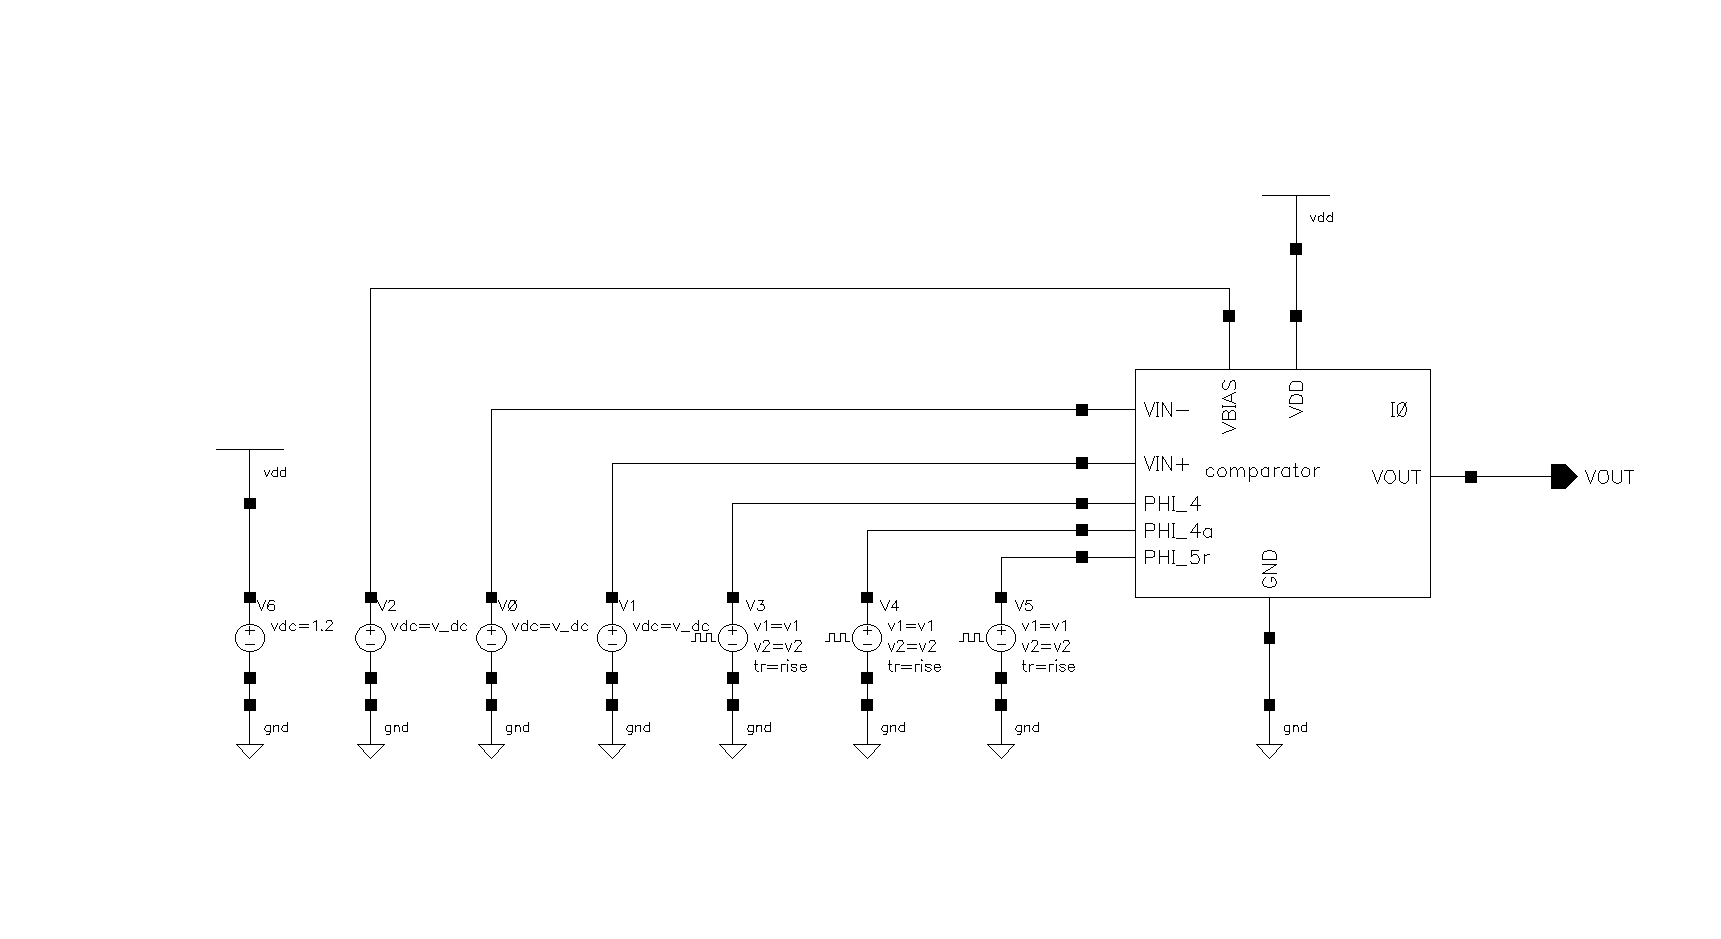 vdd
VBIAS
VDD
IØ
VIN-
VIN+
comparator
VOUT
VOUT
PHI_4
PHI_4a
PHI_5r
GND
vdd
V6
vdc=1.2
V2
vdc=v_dc
VØ
vdc=v_dc
V1
vdc=v_dc
V3
v1=v1
v2=v2
tr=rise
V4
v1=v1
v2=v2
tr=rise
V5
v1=v1
v2=v2
tr=rise
gnd
gnd
gnd
gnd
gnd
gnd
gnd
gnd